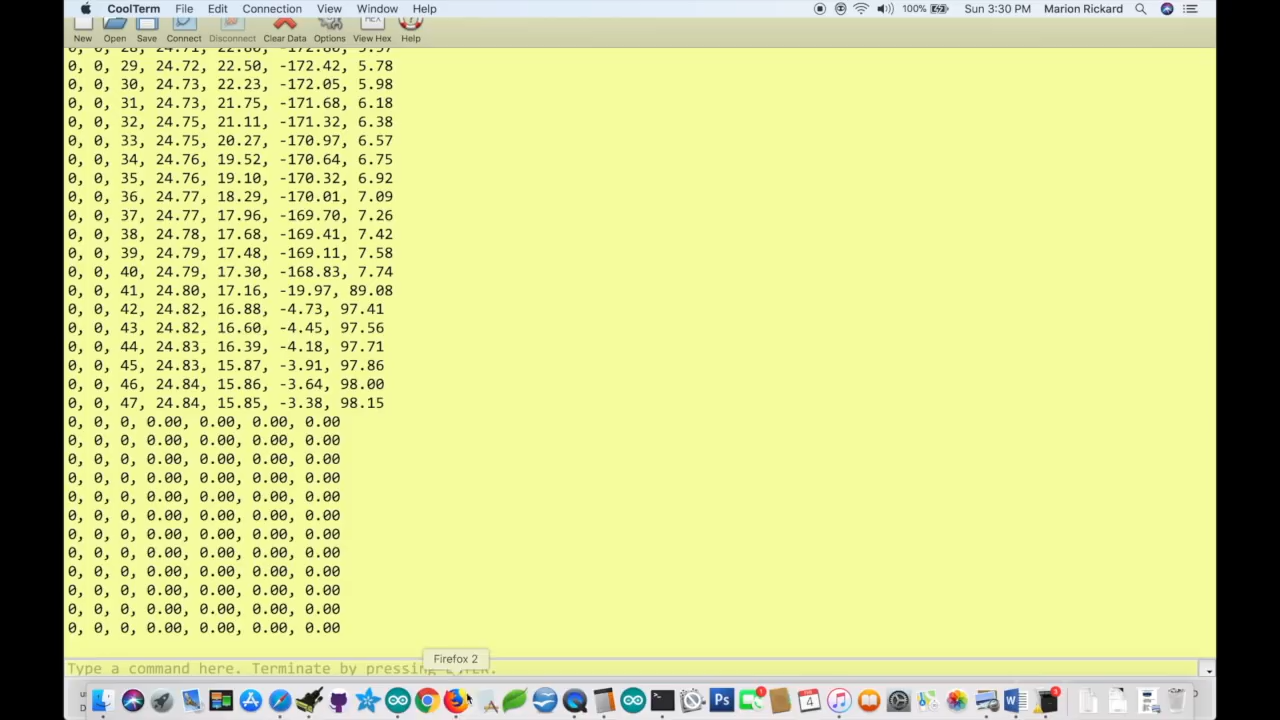 CoolTerm File Edit Connection View Window Help 100% Sun 3:30 PM Marion Rickard
New Open Save Connect Disconnect Clear Data Options View Hex Help
0, 0, 28, 24.71, 22.80, -172.80, 5.57
0, 0, 29, 24.72, 22.50, -172.42, 5.78
0, 0, 30, 24.73, 22.23, -172.05, 5.98
0, 0, 31, 24.73, 21.75, -171.68, 6.18
0, 0, 32, 24.75, 21.11, -171.32, 6.38
0, 0, 33, 24.75, 20.27, -170.97, 6.57
0, 0, 34, 24.76, 19.52, -170.64, 6.75
0, 0, 35, 24.76, 19.10, -170.32, 6.92
0, 0, 36, 24.77, 18.29, -170.01, 7.09
0, 0, 37, 24.77, 17.96, -169.70, 7.26
0, 0, 38, 24.78, 17.68, -169.41, 7.42
0, 0, 39, 24.79, 17.48, -169.11, 7.58
0, 0, 40, 24.79, 17.30, -168.83, 7.74
0, 0, 41, 24.80, 17.16, -19.97, 89.08
0, 0, 42, 24.82, 16.88, -4.73, 97.41
0, 0, 43, 24.82, 16.60, -4.45, 97.56
0, 0, 44, 24.83, 16.39, -4.18, 97.71
0, 0, 45, 24.83, 15.87, -3.91, 97.86
0, 0, 46, 24.84, 15.86, -3.64, 98.00
0, 0, 47, 24.84, 15.85, -3.38, 98.15
0, 0, 0, 0.00, 0.00, 0.00, 0.00
0, 0, 0, 0.00, 0.00, 0.00, 0.00
0, 0, 0, 0.00, 0.00, 0.00, 0.00
0, 0, 0, 0.00, 0.00, 0.00, 0.00
0, 0, 0, 0.00, 0.00, 0.00, 0.00
0, 0, 0, 0.00, 0.00, 0.00, 0.00
0, 0, 0, 0.00, 0.00, 0.00, 0.00
0, 0, 0, 0.00, 0.00, 0.00, 0.00
0, 0, 0, 0.00, 0.00, 0.00, 0.00
0, 0, 0, 0.00, 0.00, 0.00, 0.00
0, 0, 0, 0.00, 0.00, 0.00, 0.00
0, 0, 0, 0.00, 0.00, 0.00, 0.00
Firefox 2
Type a command here. Terminate by pressing